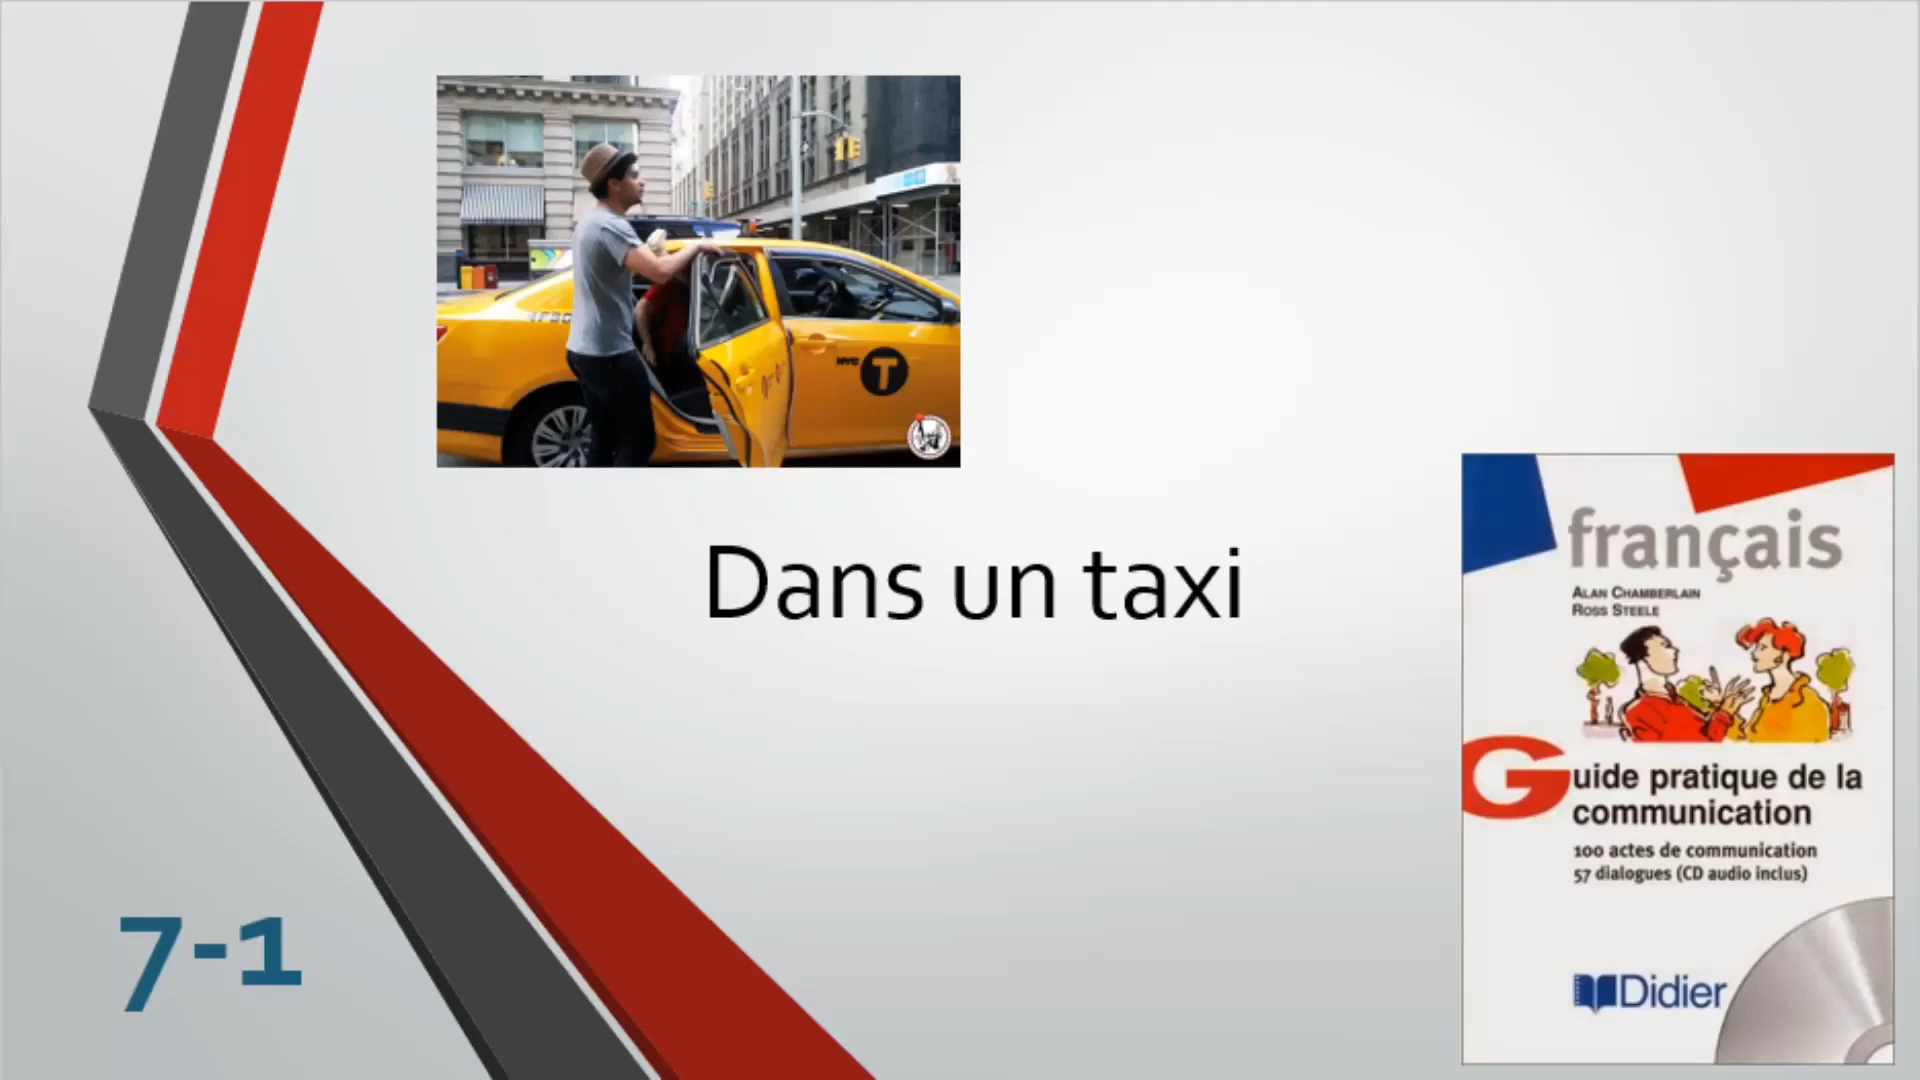 NYC T
Dans un taxi
7-1
français
ALAN CHAMBERLAIN
ROSS STEELE
Guide pratique de la
communication
100 actes de communication
57 dialogues (CD audio inclus)
Didier